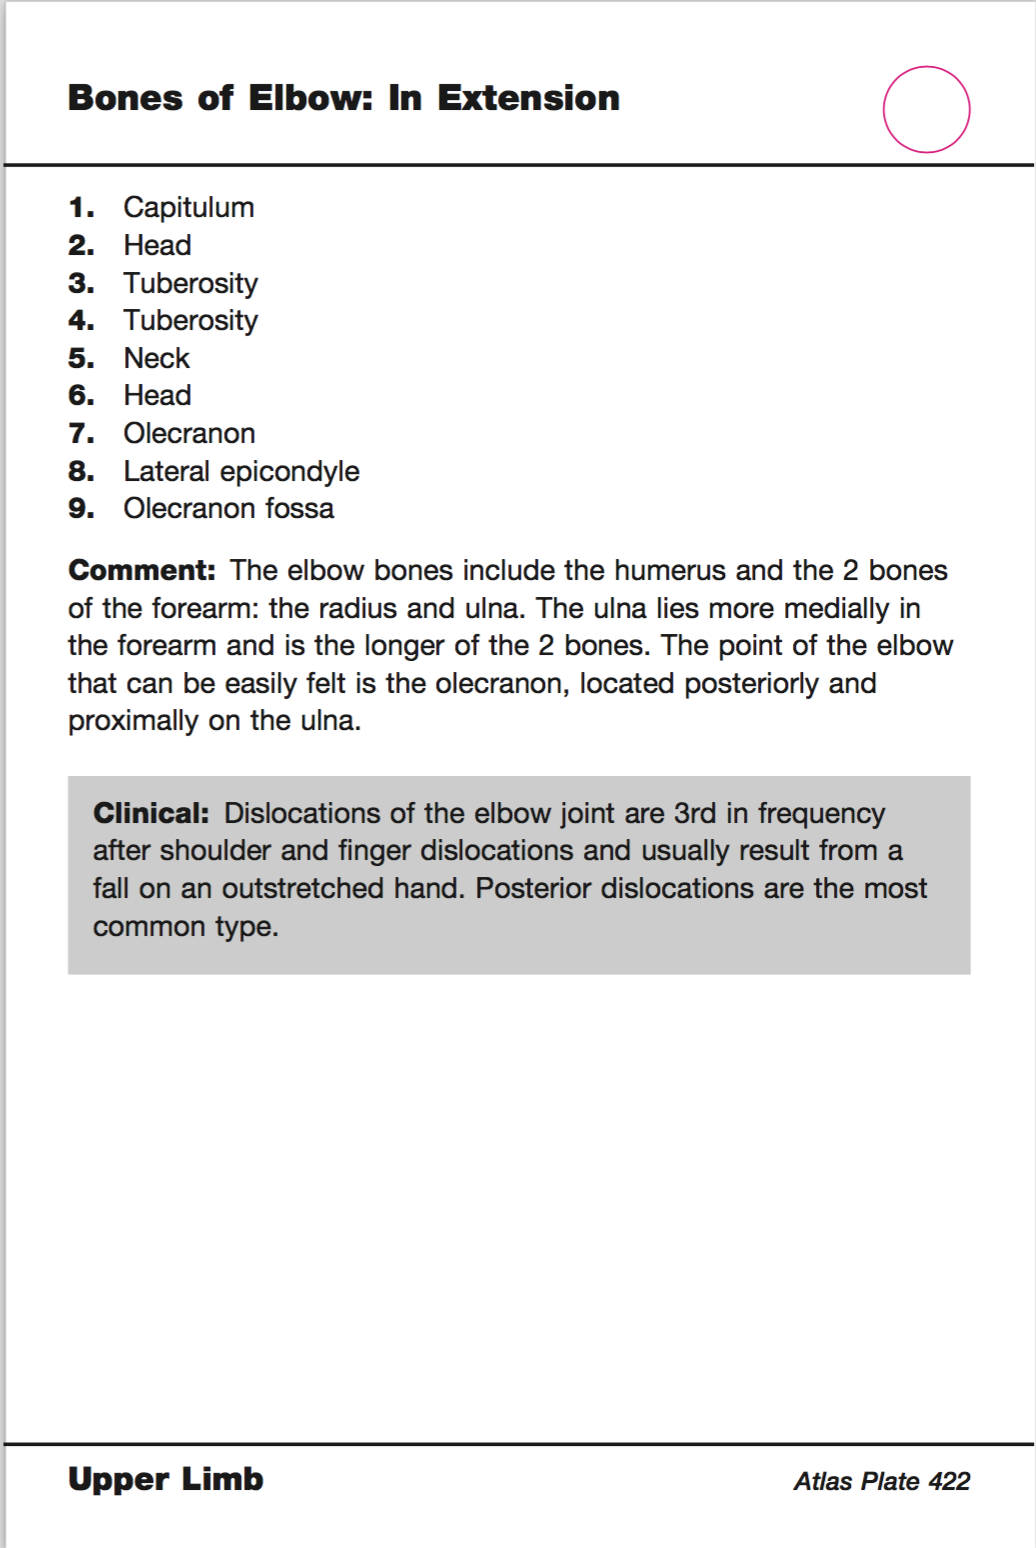 Bones of Elbow: In Extension
1. Capitulum
2. Head
3. Tuberosity
4. Tuberosity
5. Neck
6. Head
7. Olecranon
8. Lateral epicondyle
9. Olecranon fossa
Comment: The elbow bones include the humerus and the 2 bones
of the forearm: the radius and ulna. The ulna lies more medially in
the forearm and is the longer of the 2 bones. The point of the elbow
that can be easily felt is the olecranon, located posteriorly and
proximally on the ulna.
Clinical: Dislocations of the elbow joint are 3rd in frequency
after shoulder and finger dislocations and usually result from a
fall on an outstretched hand. Posterior dislocations are the most
common type.
Upper Limb
Atlas Plate 422